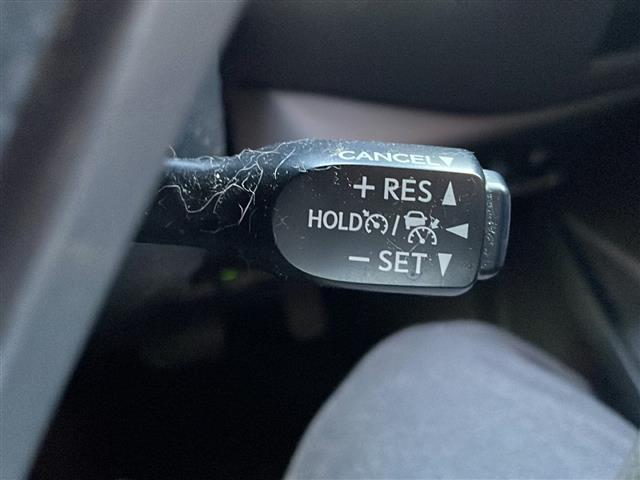 CANCEL▼
+ RES ▲
HOLD / ◀
− SET ▼